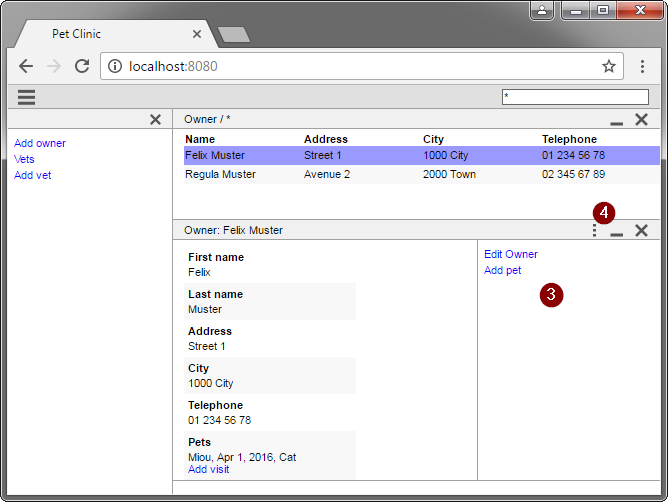 Pet Clinic
localhost:8080
*
Owner / *
Add owner
Vets
Add vet
Name Address City Telephone
Felix Muster Street 1 1000 City 01 234 56 78
Regula Muster Avenue 2 2000 Town 02 345 67 89
4
Owner: Felix Muster
First name
Felix
Last name
Muster
Address
Street 1
City
1000 City
Telephone
01 234 56 78
Pets
Miou, Apr 1, 2016, Cat
Add visit
Edit Owner
Add pet
3